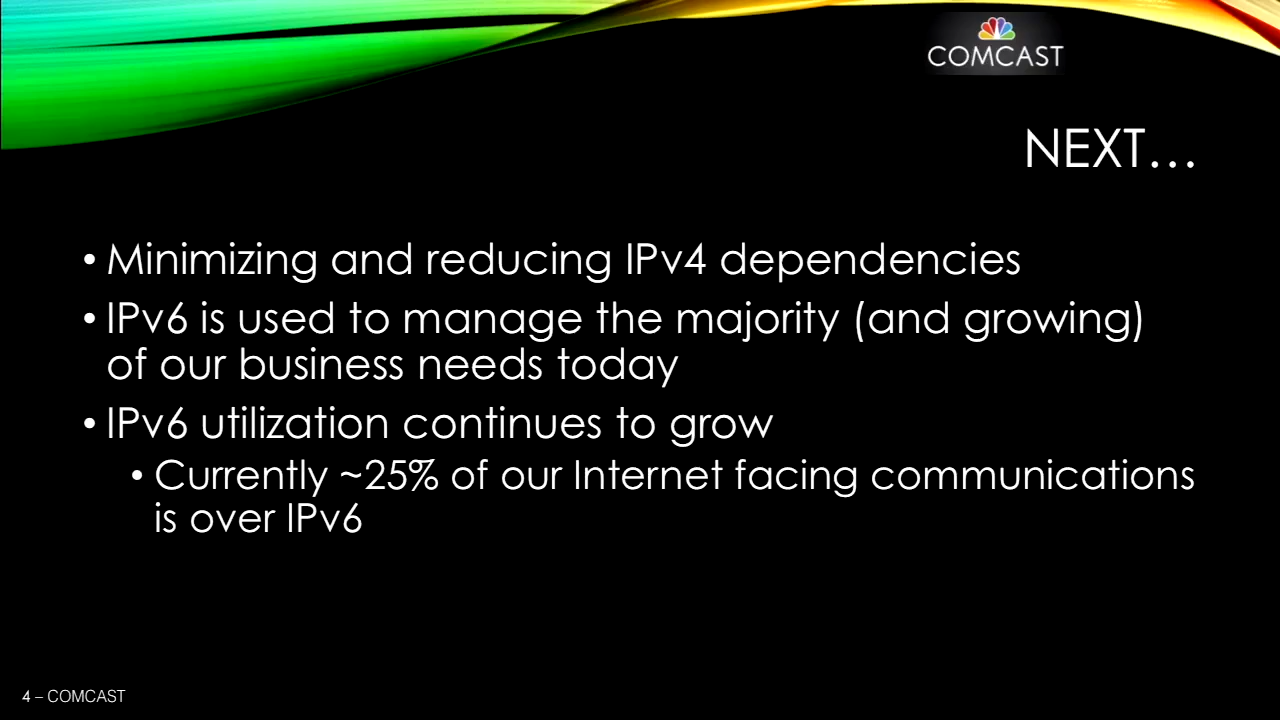 COMCAST
NEXT…
• Minimizing and reducing IPv4 dependencies
• IPv6 is used to manage the majority (and growing)
of our business needs today
• IPv6 utilization continues to grow
• Currently ~25% of our Internet facing communications
is over IPv6
4 – COMCAST